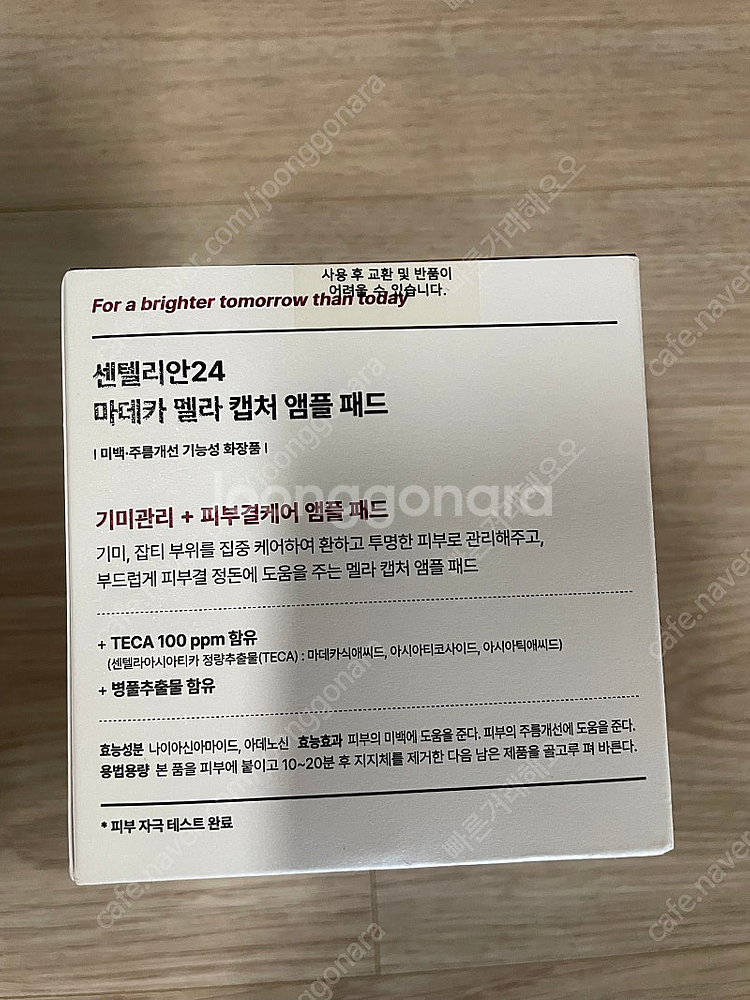 사용 후 교환 및 반품이
어려울 수 있습니다.
For a brighter tomorrow than today
센텔리안24
마데카 멜라 캡처 앰플 패드
| 미백·주름개선 기능성 화장품 |
joonggonara
기미관리 + 피부결케어 앰플 패드
기미, 잡티 부위를 집중 케어하여 환하고 투명한 피부로 관리해주고,
부드럽게 피부결 정돈에 도움을 주는 멜라 캡처 앰플 패드
+ TECA 100 ppm 함유
(센텔라아시아티카 정량추출물(TECA) : 마데카식애씨드, 아시아티코사이드, 아시아틱애씨드)
+ 병풀추출물 함유
효능성분 나이아신아마이드, 아데노신 효능효과 피부의 미백에 도움을 준다. 피부의 주름개선에 도움을 준다.
용법용량 본 품을 피부에 붙이고 10~20분 후 지지체를 제거한 다음 남은 제품을 골고루 펴 바른다.
* 피부 자극 테스트 완료